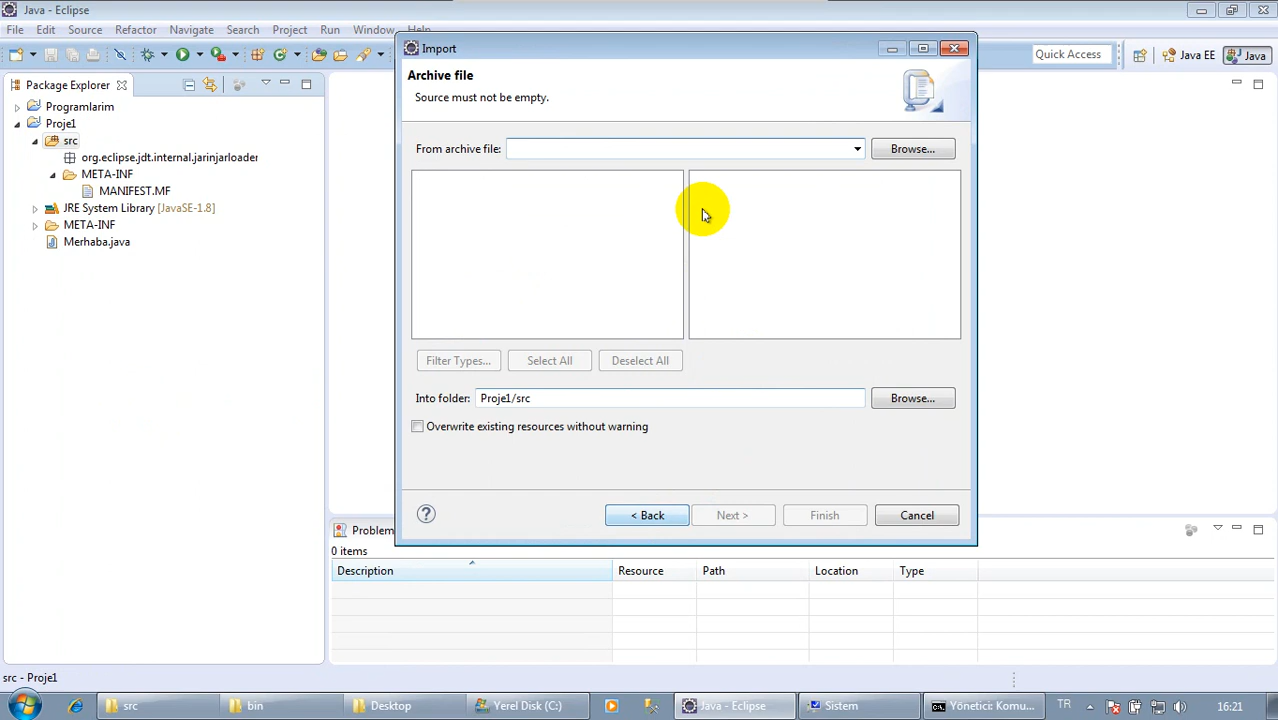 Java - Eclipse
File Edit Source Refactor Navigate Search Project Run Window Help
Quick Access
Java EE
Java
Package Explorer
Programlarim
Proje1
src
org.eclipse.jdt.internal.jarinjarloader
META-INF
MANIFEST.MF
JRE System Library [JavaSE-1.8]
META-INF
Merhaba.java
Import
Archive file
Source must not be empty.
From archive file:
Browse...
Filter Types...
Select All
Deselect All
Into folder:
Proje1/src
Browse...
Overwrite existing resources without warning
?
< Back
Next >
Finish
Cancel
Problem
0 items
Description Resource Path Location Type
src - Proje1
src
bin
Desktop
Yerel Disk (C:)
Java - Eclipse
Sistem
Yönetici: Komu...
TR
16:21